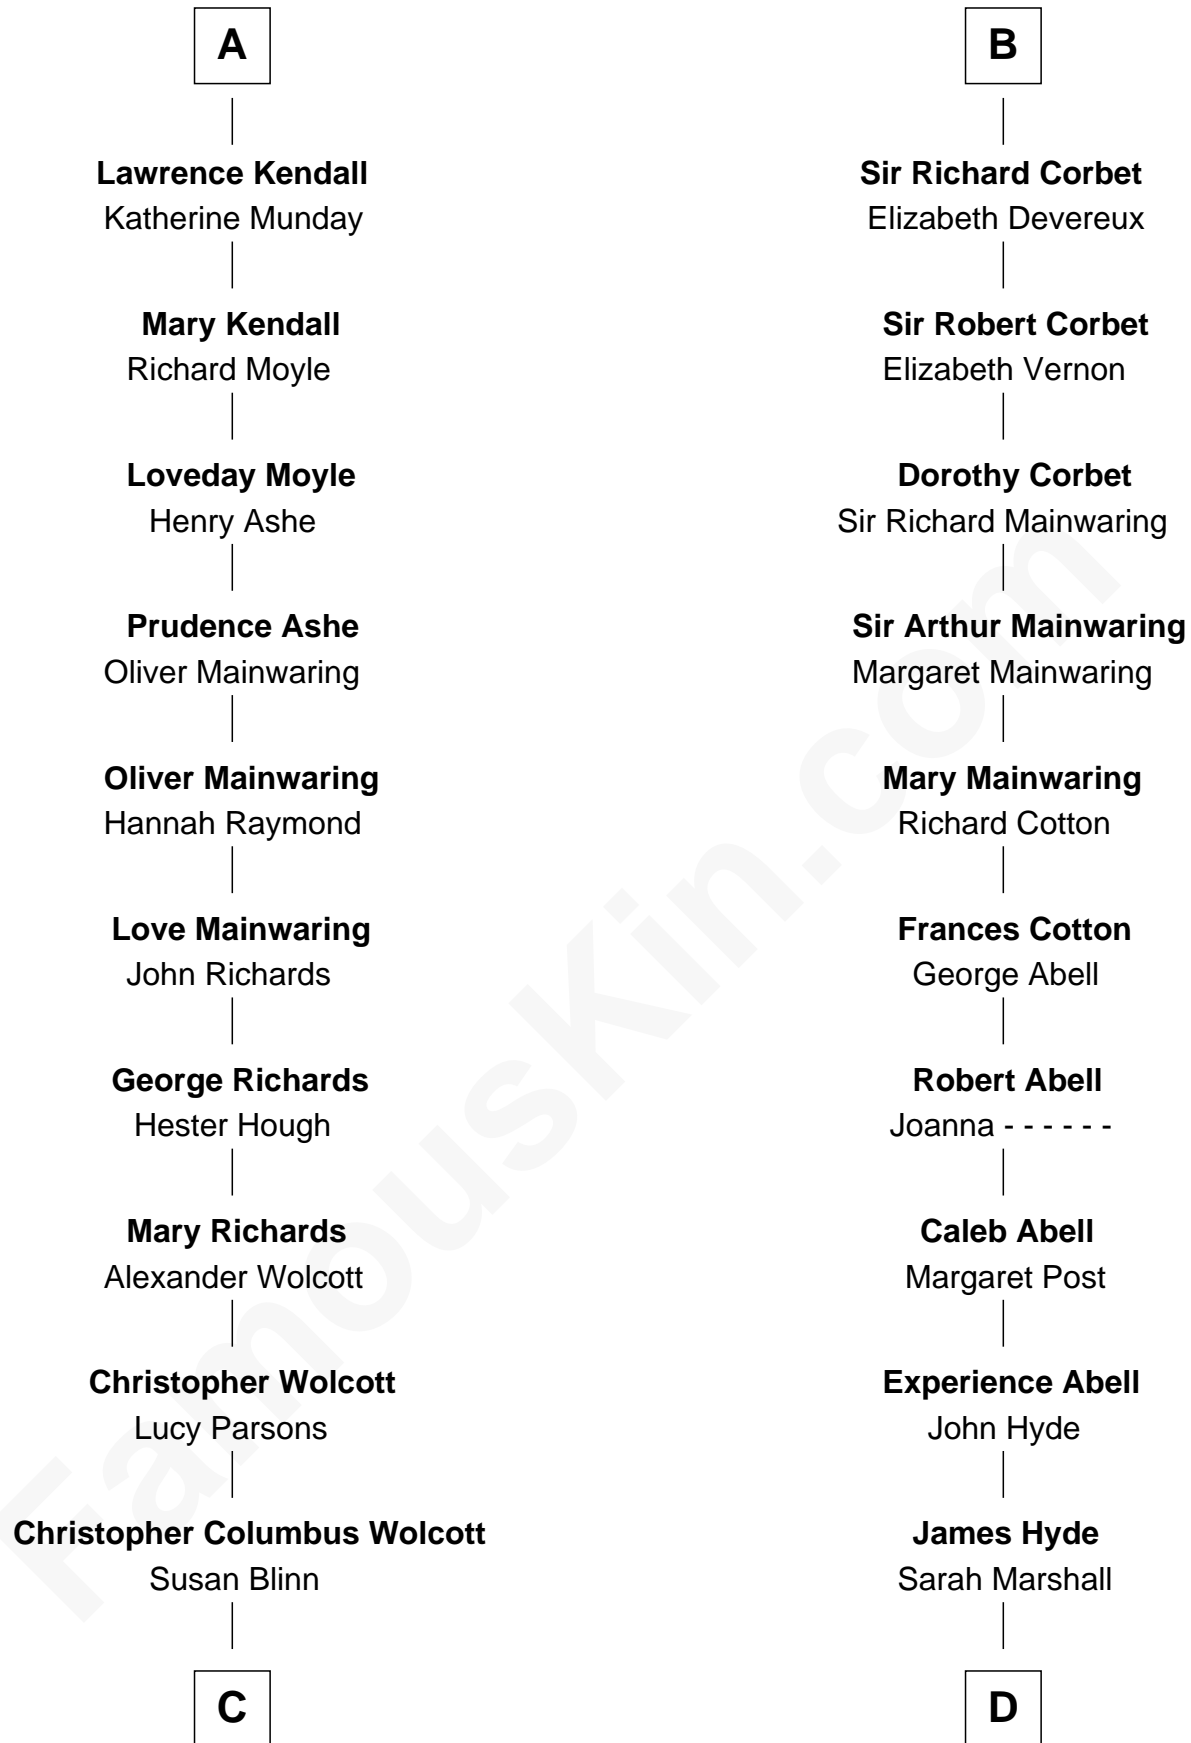 A
Lawrence Kendall
Katherine Munday
Mary Kendall
Richard Moyle
Loveday Moyle
Henry Ashe
Prudence Ashe
Oliver Mainwaring
Oliver Mainwaring
Hannah Raymond
Love Mainwaring
John Richards
George Richards
Hester Hough
Mary Richards
Alexander Wolcott
Christopher Wolcott
Lucy Parsons
Christopher Columbus Wolcott
Susan Blinn
C
B
Sir Richard Corbet
Elizabeth Devereux
Sir Robert Corbet
Elizabeth Vernon
Dorothy Corbet
Sir Richard Mainwaring
Sir Arthur Mainwaring
Margaret Mainwaring
Mary Mainwaring
Richard Cotton
Frances Cotton
George Abell
Robert Abell
Joanna - - - - - -
Caleb Abell
Margaret Post
Experience Abell
John Hyde
James Hyde
Sarah Marshall
D
FamousKin.com